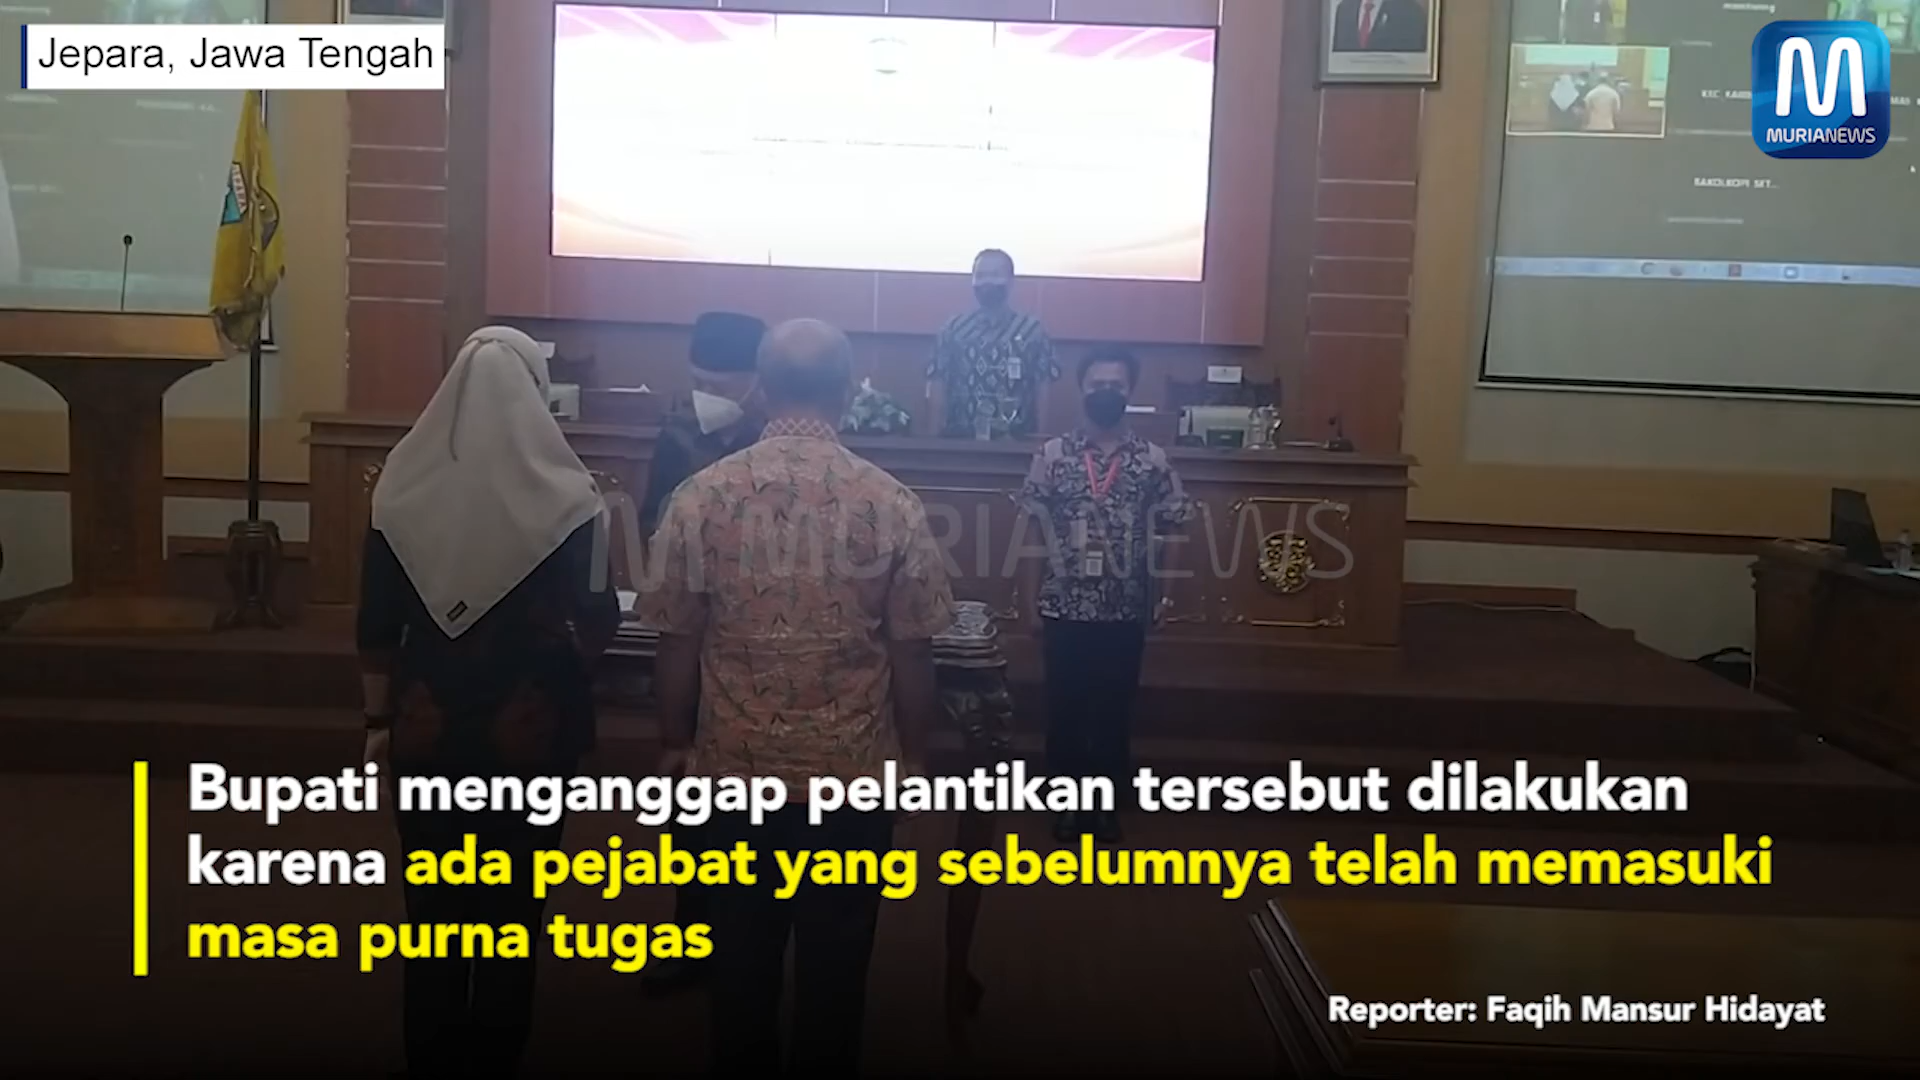 Jepara, Jawa Tengah
MURIANEWS
MURIANEWS
Bupati menganggap pelantikan tersebut dilakukan
karena ada pejabat yang sebelumnya telah memasuki
masa purna tugas
Reporter: Faqih Mansur Hidayat